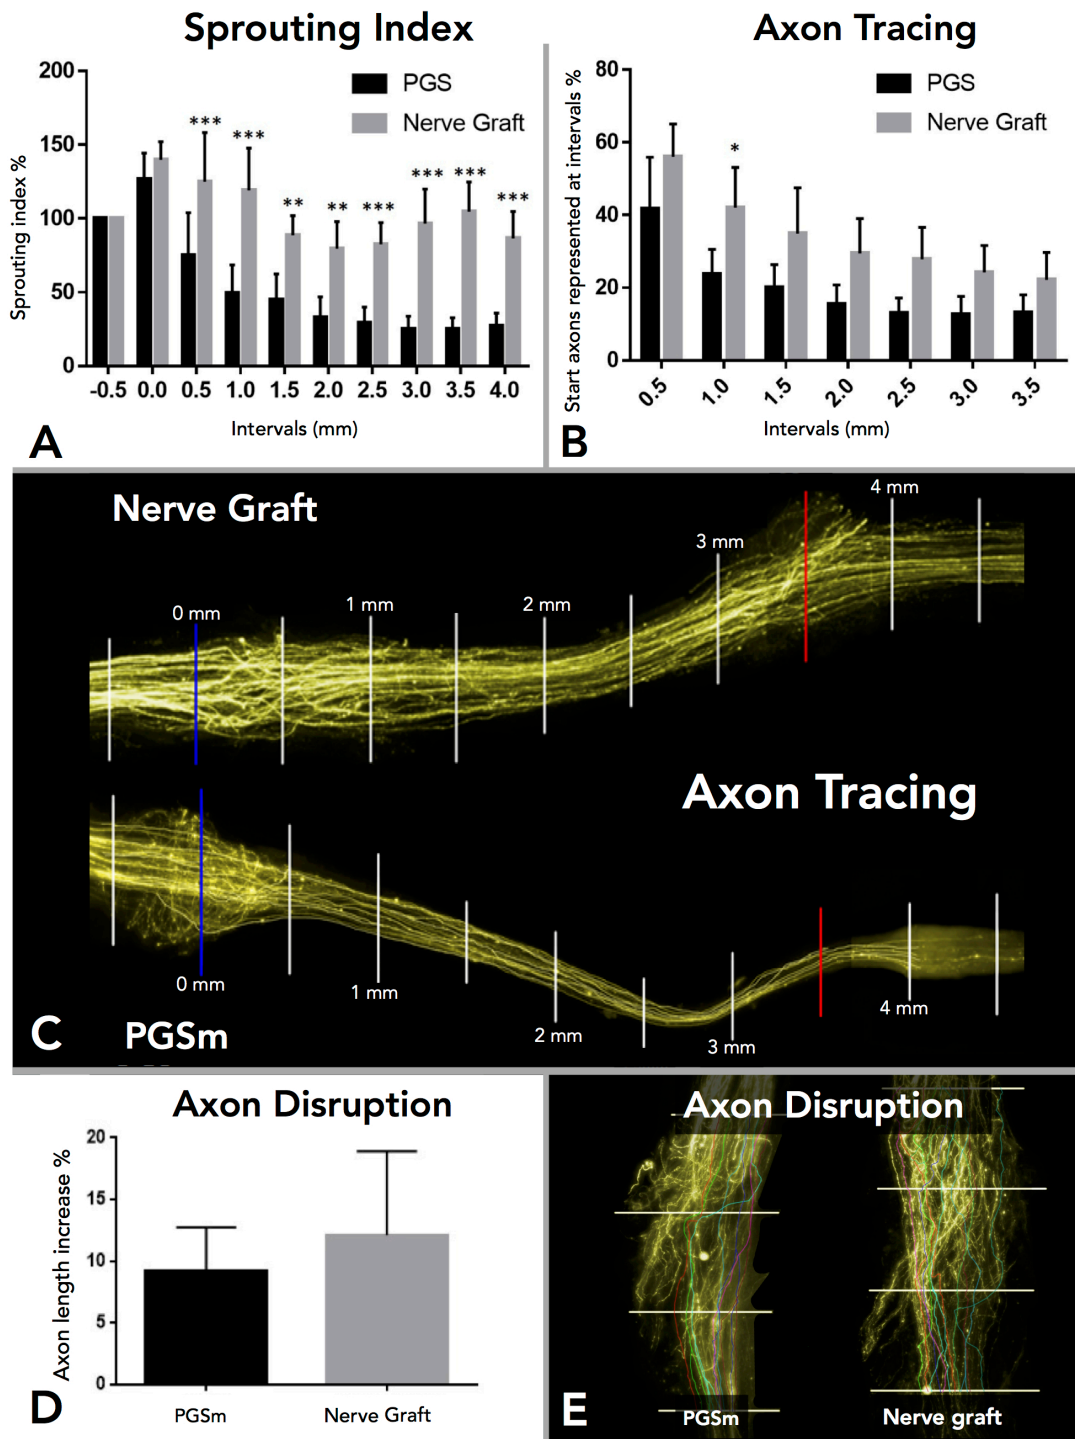 Sprouting Index
Sprouting index %
200
150
100
50
0
PGS
Nerve Graft
***
***
**
**
***
***
***
***
-0.5 0.0 0.5 1.0 1.5 2.0 2.5 3.0 3.5 4.0
Intervals (mm)
A
Axon Tracing
Start axons represented at intervals %
80
60
40
20
0
PGS
Nerve Graft
*
0.5 1.0 1.5 2.0 2.5 3.0 3.5
Intervals (mm)
B
Nerve Graft
0 mm
1 mm
2 mm
3 mm
4 mm
Axon Tracing
0 mm
1 mm
2 mm
3 mm
4 mm
C
PGSm
Axon Disruption
Axon length increase %
20
15
10
5
0
PGSm Nerve Graft
D
Axon Disruption
E
PGSm
Nerve graft